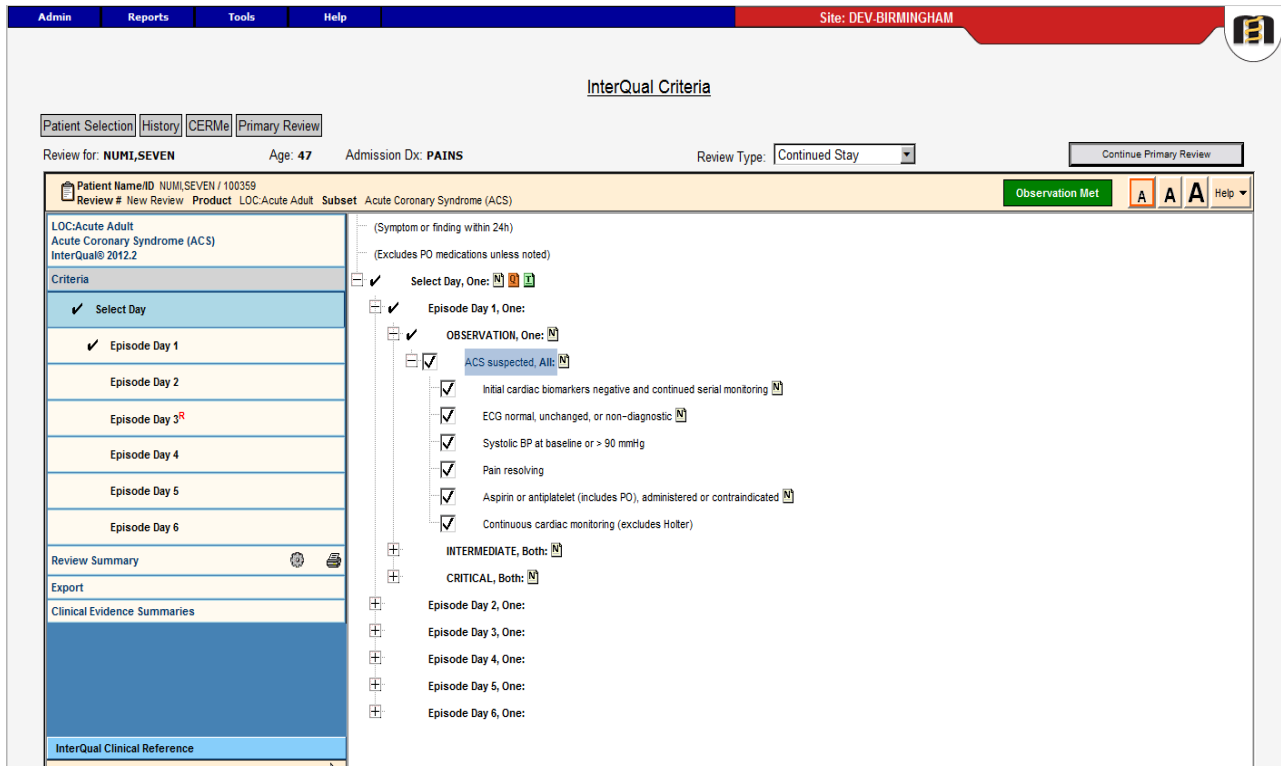 Admin Reports Tools Help Site: DEV-BIRMINGHAM
InterQual Criteria
Patient Selection History CERMe Primary Review
Review for: NUMI,SEVEN Age: 47 Admission Dx: PAINS Review Type: Continued Stay Continue Primary Review
Patient Name/ID NUMI,SEVEN / 100359
Review # New Review Product LOC:Acute Adult Subset Acute Coronary Syndrome (ACS)
Observation Met A A A Help
LOC:Acute Adult
Acute Coronary Syndrome (ACS)
InterQual® 2012.2
Criteria
Select Day
Episode Day 1
Episode Day 2
Episode Day 3R
Episode Day 4
Episode Day 5
Episode Day 6
Review Summary
Export
Clinical Evidence Summaries
InterQual Clinical Reference
(Symptom or finding within 24h)
(Excludes PO medications unless noted)
Select Day, One: N Q T
Episode Day 1, One:
OBSERVATION, One: N
ACS suspected, All: N
Initial cardiac biomarkers negative and continued serial monitoring N
ECG normal, unchanged, or non-diagnostic N
Systolic BP at baseline or > 90 mmHg
Pain resolving
Aspirin or antiplatelet (includes PO), administered or contraindicated N
Continuous cardiac monitoring (excludes Holter)
INTERMEDIATE, Both: N
CRITICAL, Both: N
Episode Day 2, One:
Episode Day 3, One:
Episode Day 4, One:
Episode Day 5, One:
Episode Day 6, One: